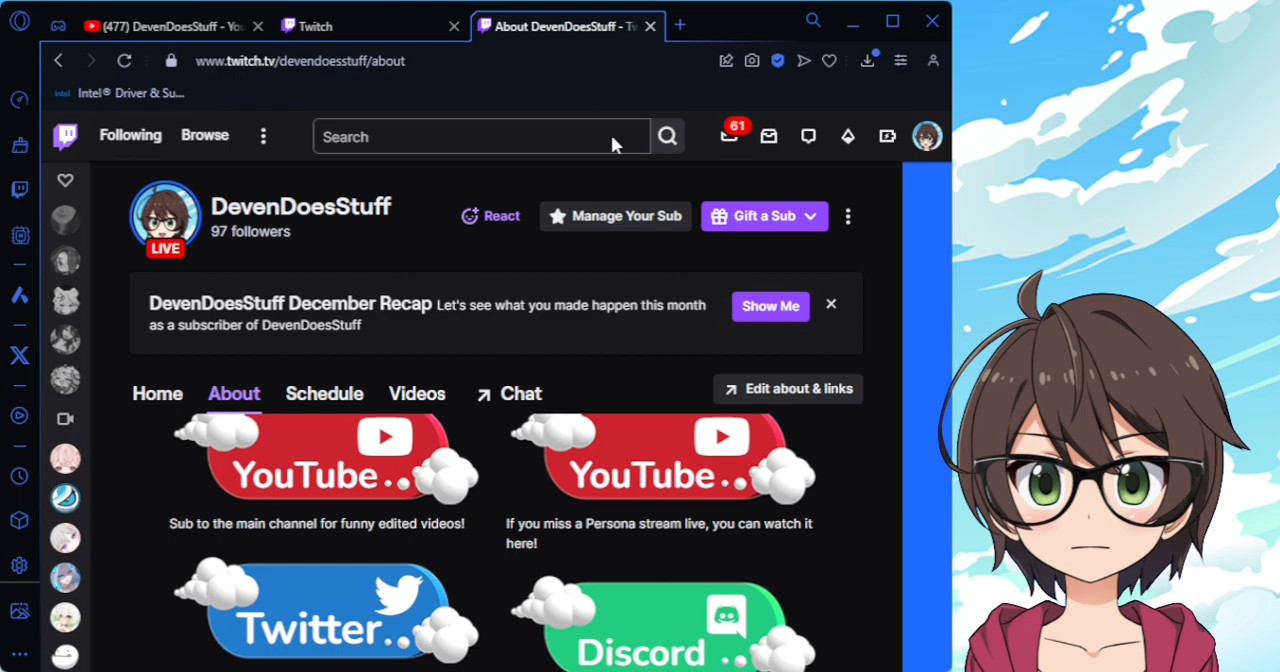 (477) DevenDoesStuff - You
Twitch
About DevenDoesStuff - Tw
www.twitch.tv/devendoesstuff/about
intel Intel® Driver & Su...
Following
Browse
Search
61
DevenDoesStuff
97 followers
LIVE
React
Manage Your Sub
Gift a Sub
DevenDoesStuff December Recap Let's see what you made happen this month
as a subscriber of DevenDoesStuff
Show Me
Home
About
Schedule
Videos
Chat
Edit about & links
YouTube
YouTube
Sub to the main channel for funny edited videos!
If you miss a Persona stream live, you can watch it
here!
Twitter
Discord